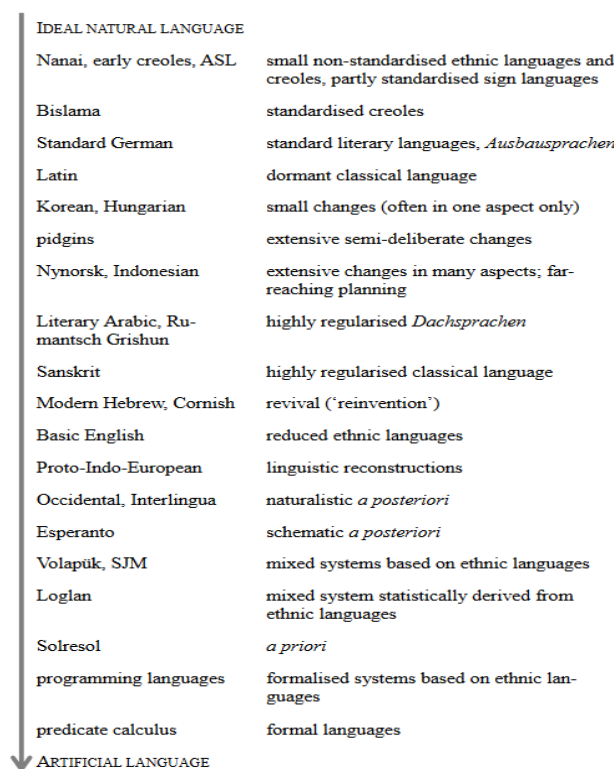 IDEAL NATURAL LANGUAGE
Nanai, early creoles, ASL small non-standardised ethnic languages and
creoles, partly standardised sign languages
Bislama standardised creoles
Standard German standard literary languages, Ausbausprachen
Latin dormant classical language
Korean, Hungarian small changes (often in one aspect only)
pidgins extensive semi-deliberate changes
Nynorsk, Indonesian extensive changes in many aspects; far-
reaching planning
Literary Arabic, Ru- highly regularised Dachsprachen
mantsch Grishun
Sanskrit highly regularised classical language
Modern Hebrew, Cornish revival (‘reinvention’)
Basic English reduced ethnic languages
Proto-Indo-European linguistic reconstructions
Occidental, Interlingua naturalistic a posteriori
Esperanto schematic a posteriori
Volapük, SJM mixed systems based on ethnic languages
Loglan mixed system statistically derived from
ethnic languages
Solresol a priori
programming languages formalised systems based on ethnic lan-
guages
predicate calculus formal languages
ARTIFICIAL LANGUAGE